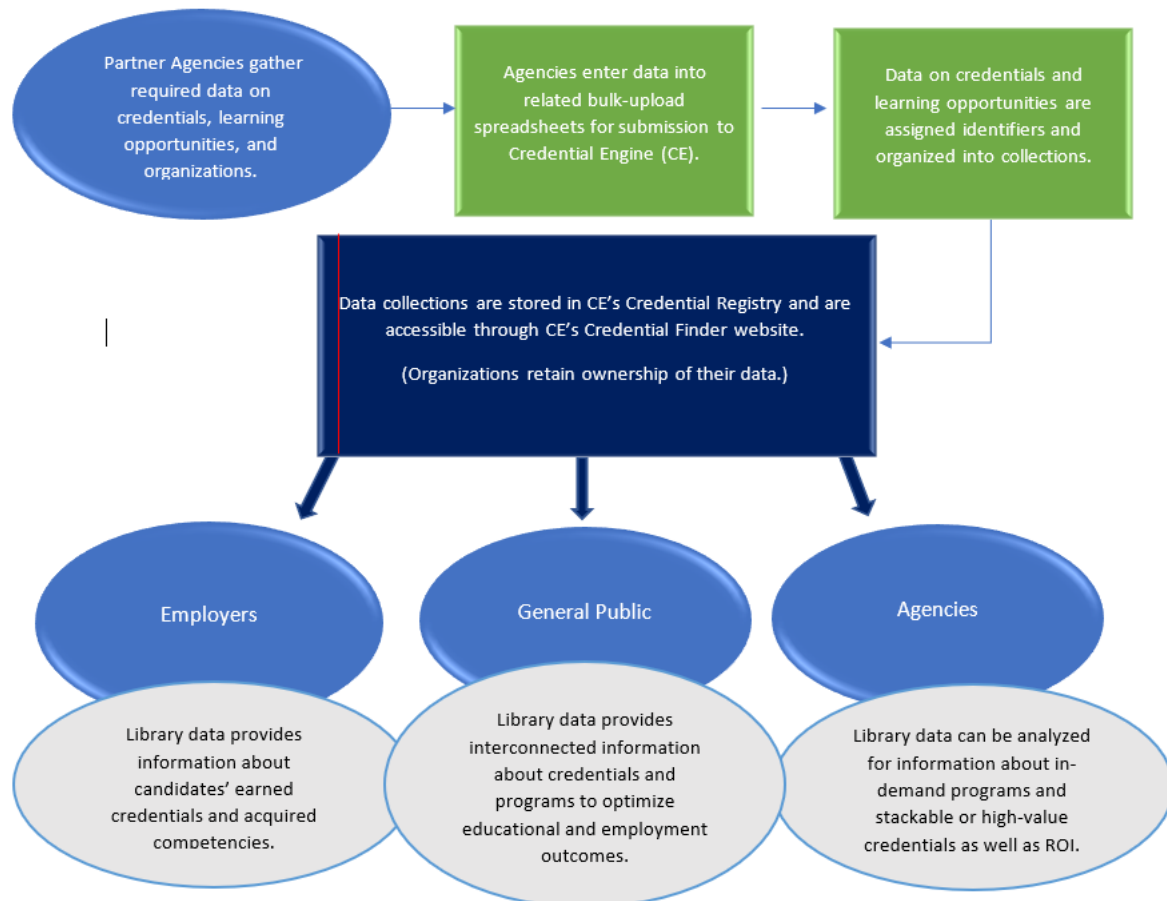 Partner Agencies gather
required data on
credentials, learning
opportunities, and
organizations.
Agencies enter data into
related bulk-upload
spreadsheets for submission to
Credential Engine (CE).
Data on credentials and
learning opportunities are
assigned identifiers and
organized into collections.
Data collections are stored in CE’s Credential Registry and are
accessible through CE’s Credential Finder website.
(Organizations retain ownership of their data.)
Employers
General Public
Agencies
Library data provides
information about
candidates’ earned
credentials and acquired
competencies.
Library data provides
interconnected information
about credentials and
programs to optimize
educational and employment
outcomes.
Library data can be analyzed
for information about in-
demand programs and
stackable or high-value
credentials as well as ROI.